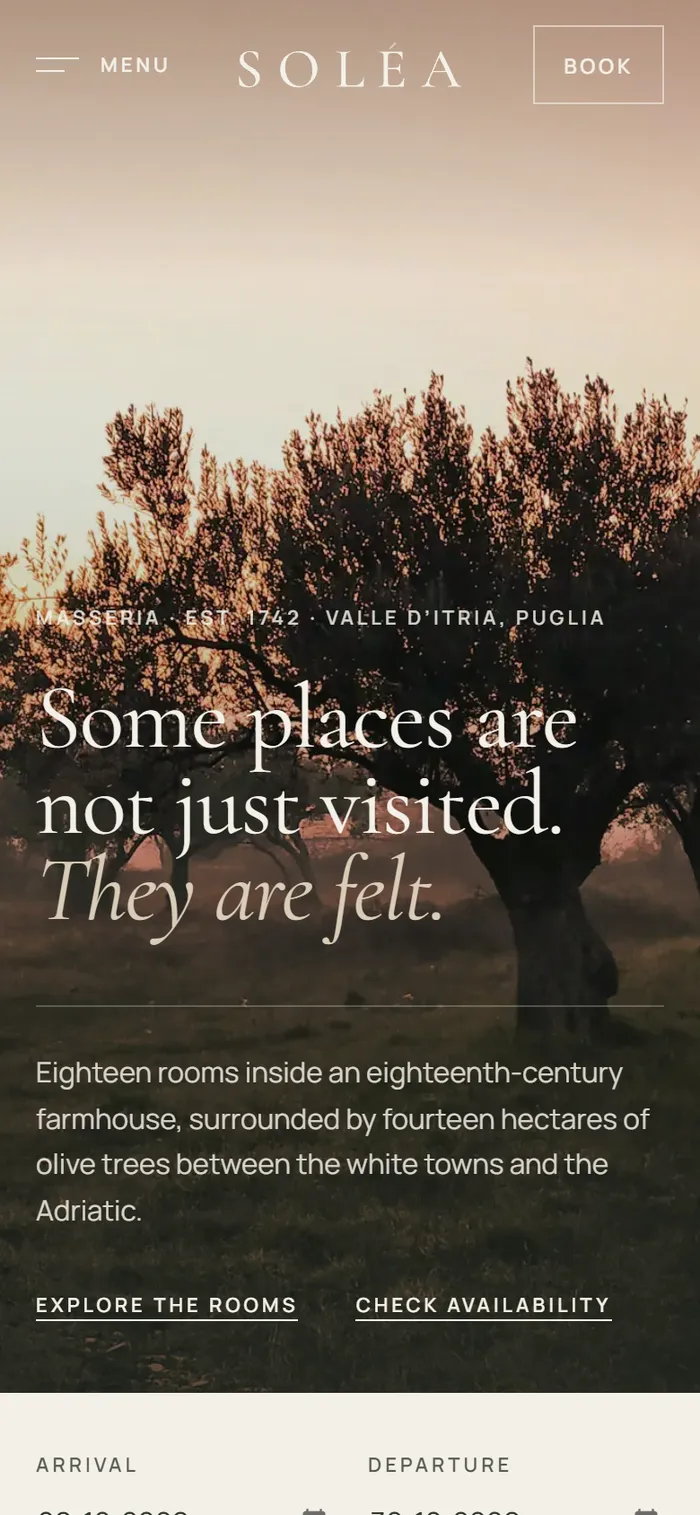 MENU
SOLÉA
BOOK
MASSERIA · EST. 1742 · VALLE D’ITRIA, PUGLIA
Some places are
not just visited.
They are felt.
Eighteen rooms inside an eighteenth-century
farmhouse, surrounded by fourteen hectares of
olive trees between the white towns and the
Adriatic.
EXPLORE THE ROOMS
CHECK AVAILABILITY
ARRIVAL
DEPARTURE